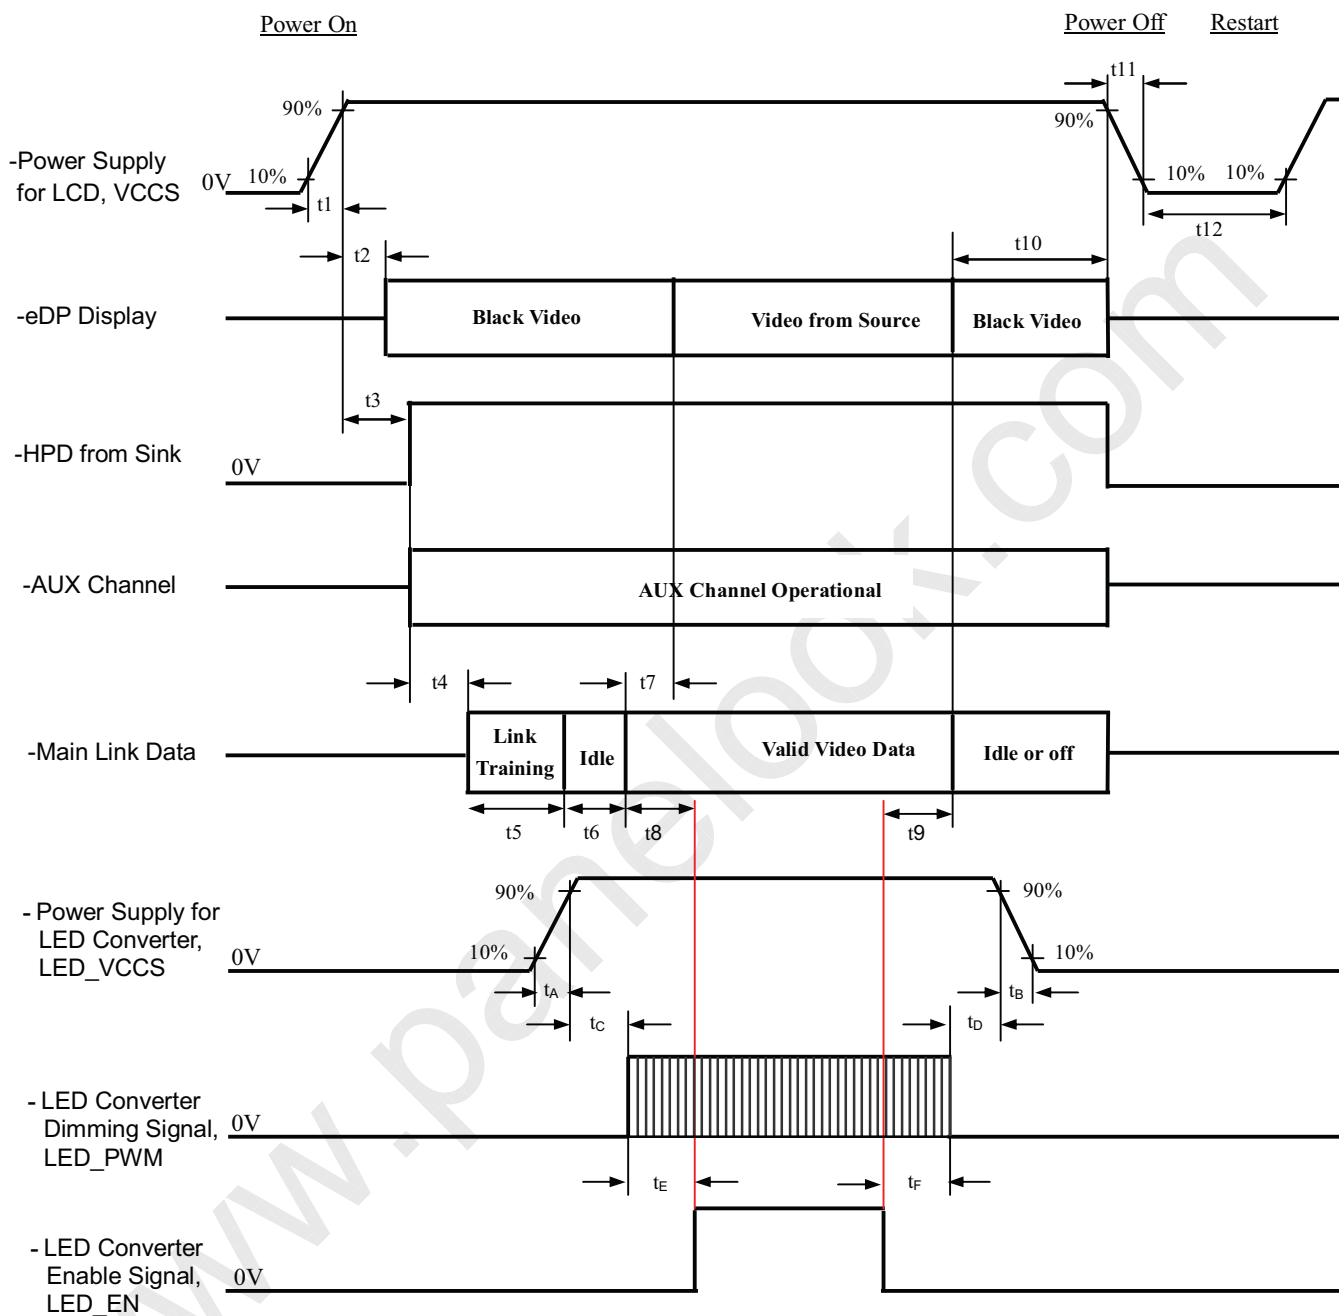 Power On
Power Off
Restart
t11
90%
90%
-Power Supply
for LCD, VCCS
0V
10%
10%
10%
t1
t12
t2
t10
-eDP Display
Black Video
Video from Source
Black Video
t3
-HPD from Sink
0V
-AUX Channel
AUX Channel Operational
t4
t7
-Main Link Data
Link
Training
Idle
Valid Video Data
Idle or off
t5
t6
t8
t9
90%
90%
- Power Supply for
LED Converter,
LED_VCCS
0V
10%
10%
tA
tB
tC
tD
- LED Converter
Dimming Signal,
LED_PWM
0V
tE
tF
- LED Converter
Enable Signal,
LED_EN
0V
www.panelook.com